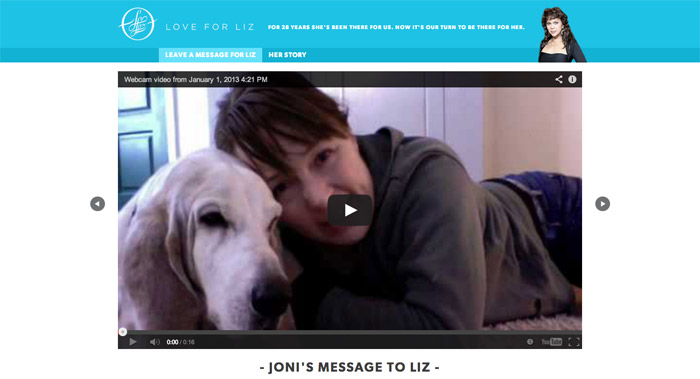 LOVE FOR LIZ
FOR 28 YEARS SHE'S BEEN THERE FOR US. NOW IT'S OUR TURN TO BE THERE FOR HER.
LEAVE A MESSAGE FOR LIZ
HER STORY
Webcam video from January 1, 2013 4:21 PM
0:00 / 0:16
YouTube
- JONI'S MESSAGE TO LIZ -